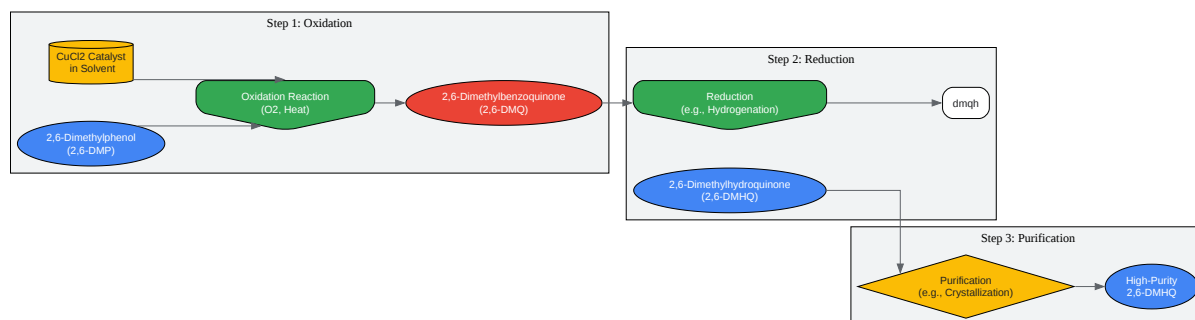 Step 1: Oxidation
CuCl2 Catalyst
in Solvent
Oxidation Reaction
(O2, Heat)
2,6-Dimethylbenzoquinone
(2,6-DMQ)
2,6-Dimethylphenol
(2,6-DMP)
Step 2: Reduction
Reduction
(e.g., Hydrogenation)
dmqh
2,6-Dimethylhydroquinone
(2,6-DMHQ)
Step 3: Purification
Purification
(e.g., Crystallization)
High-Purity
2,6-DMHQ